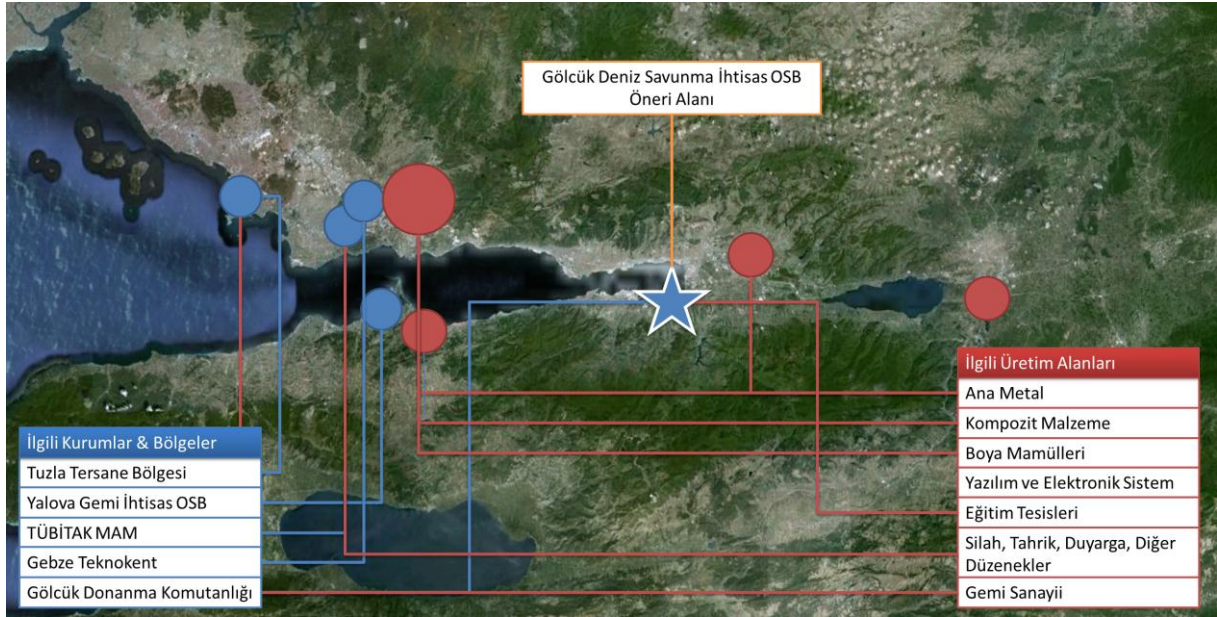 Gölcük Deniz Savunma İhtisas OSB
Öneri Alanı
İlgili Kurumlar & Bölgeler
Tuzla Tersane Bölgesi
Yalova Gemi İhtisas OSB
TÜBİTAK MAM
Gebze Teknokent
Gölcük Donanma Komutanlığı
İlgili Üretim Alanları
Ana Metal
Kompozit Malzeme
Boya Mamülleri
Yazılım ve Elektronik Sistem
Eğitim Tesisleri
Silah, Tahrik, Duyarga, Diğer
Düzenekler
Gemi Sanayii